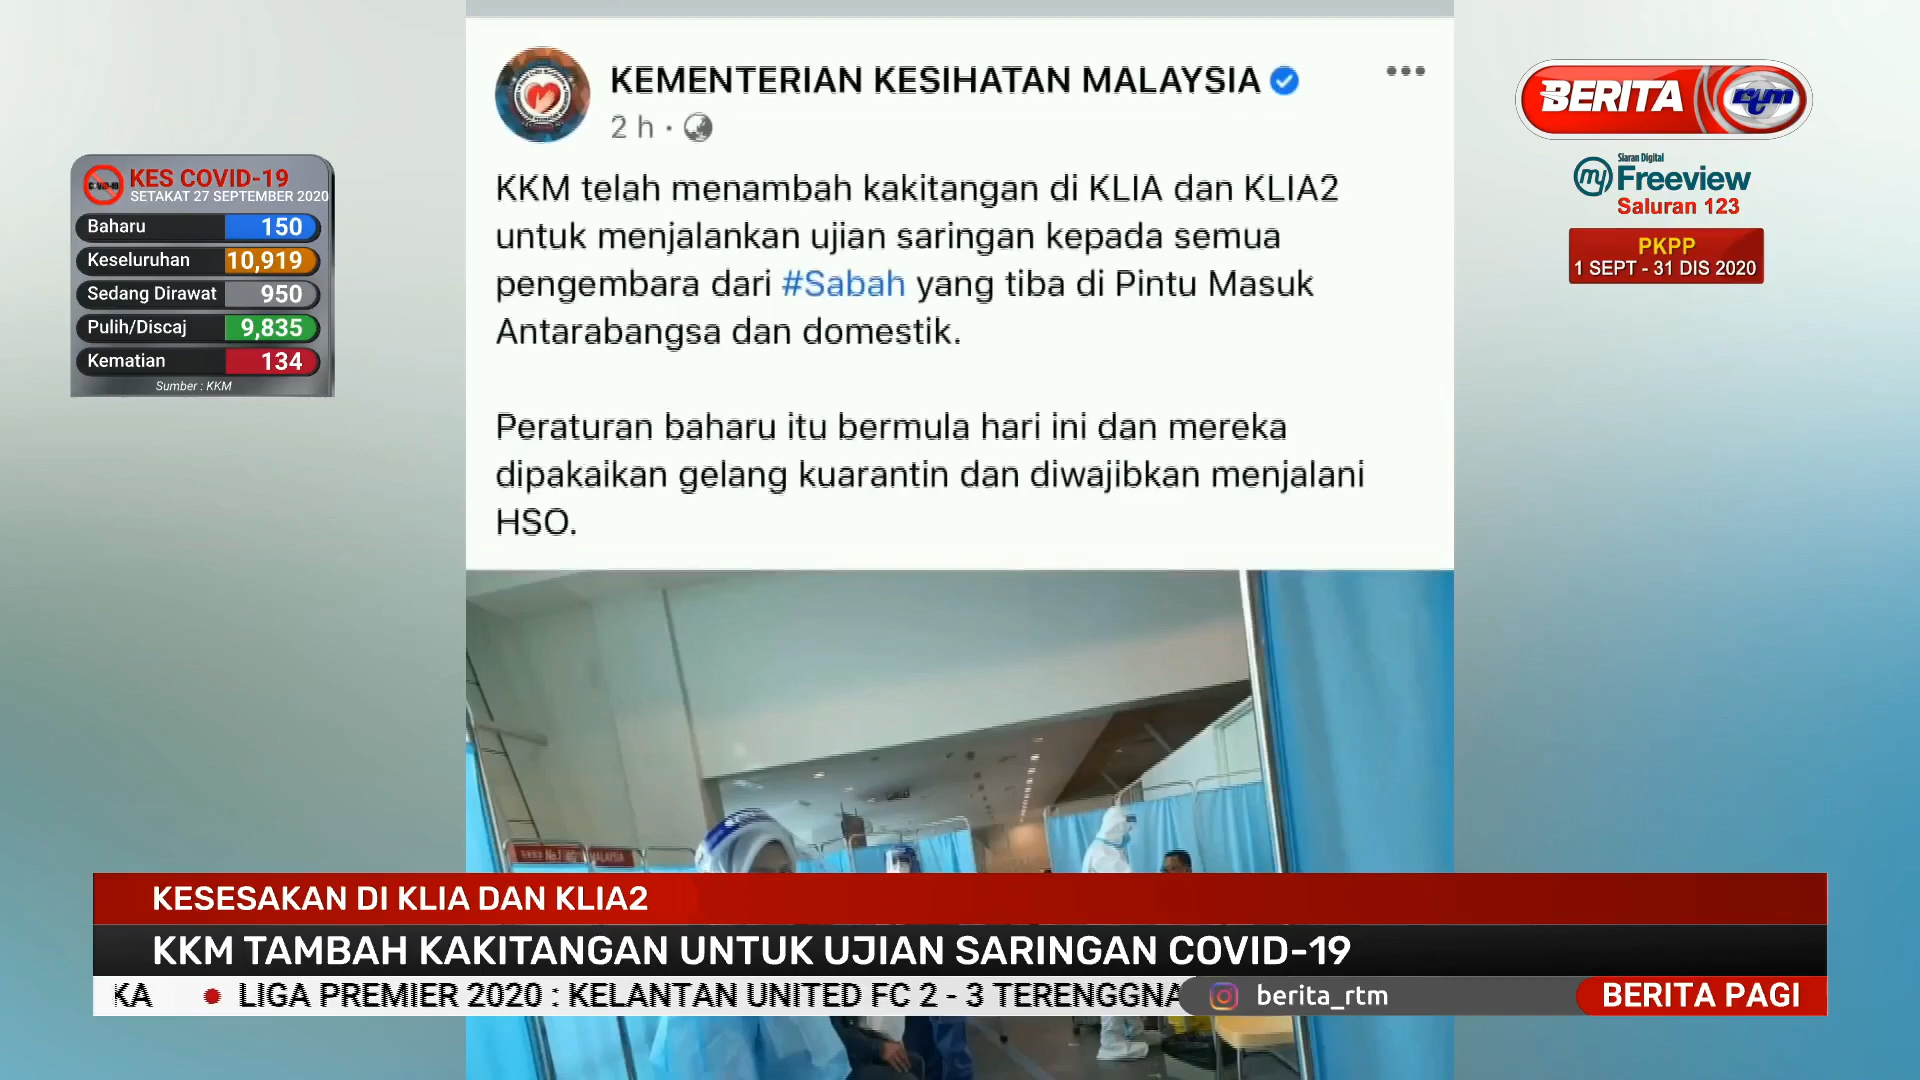 KEMENTERIAN KESIHATAN MALAYSIA
2 h ·
KKM telah menambah kakitangan di KLIA dan KLIA2
untuk menjalankan ujian saringan kepada semua
pengembara dari #Sabah yang tiba di Pintu Masuk
Antarabangsa dan domestik.
Peraturan baharu itu bermula hari ini dan mereka
dipakaikan gelang kuarantin dan diwajibkan menjalani
HSO.
KES COVID-19
SETAKAT 27 SEPTEMBER 2020
Baharu 150
Keseluruhan 10,919
Sedang Dirawat 950
Pulih/Discaj 9,835
Kematian 134
Sumber : KKM
BERITA rtm
Siaran Digital
my Freeview
Saluran 123
PKPP
1 SEPT - 31 DIS 2020
KESESAKAN DI KLIA DAN KLIA2
KKM TAMBAH KAKITANGAN UNTUK UJIAN SARINGAN COVID-19
KA • LIGA PREMIER 2020 : KELANTAN UNITED FC 2 - 3 TERENGGNA
berita_rtm
BERITA PAGI